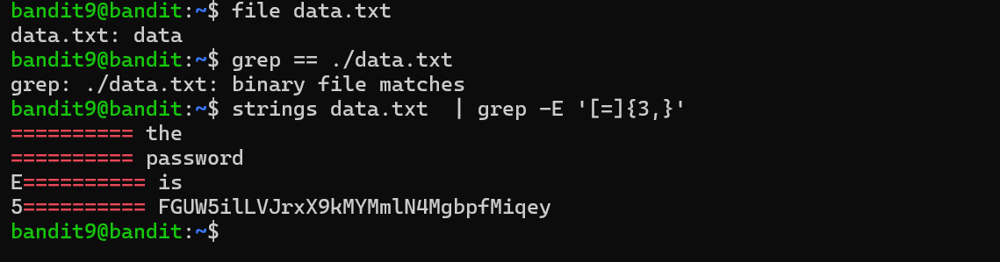 bandit9@bandit:~$ file data.txt
data.txt: data
bandit9@bandit:~$ grep == ./data.txt
grep: ./data.txt: binary file matches
bandit9@bandit:~$ strings data.txt  | grep -E '[=]{3,}'
========== the
========== password
E========== is
5========== FGUW5ilLVJrxX9kMYMmlN4MgbpfMiqey
bandit9@bandit:~$